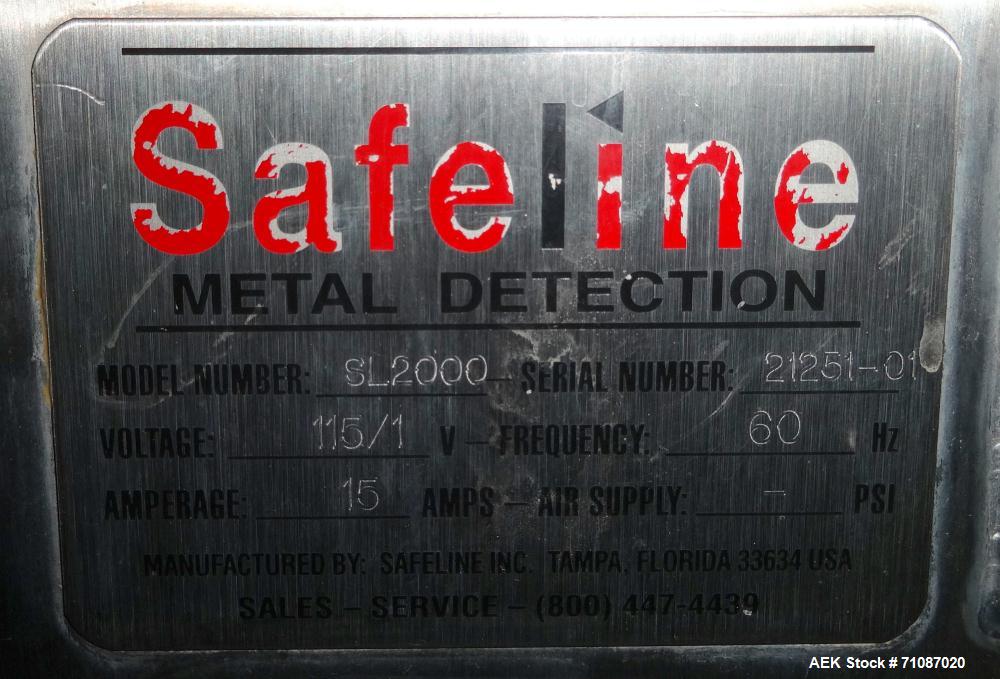 Safeline
METAL DETECTION
MODEL NUMBER: SL2000 – SERIAL NUMBER: 21251-01
VOLTAGE: 115/1 V – FREQUENCY: 60 Hz
AMPERAGE: 15 AMPS – AIR SUPPLY: - PSI
MANUFACTURED BY: SAFELINE INC. TAMPA, FLORIDA 33634 USA
SALES – SERVICE – (800) 447-4439
AEK Stock # 71087020